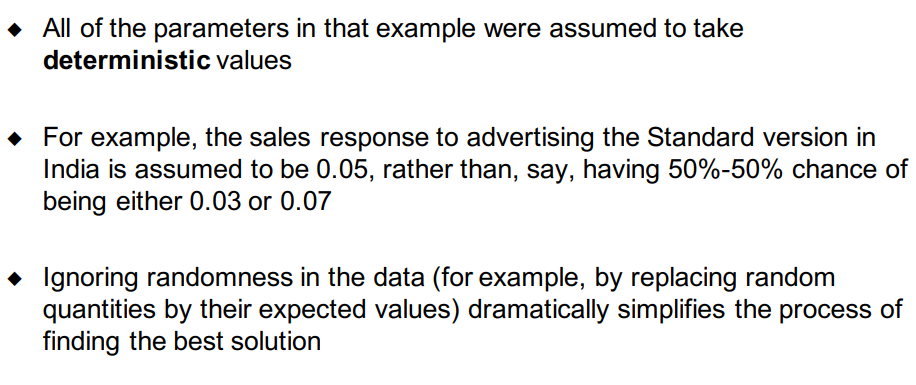 ◆ All of the parameters in that example were assumed to take
deterministic values
◆ For example, the sales response to advertising the Standard version in
India is assumed to be 0.05, rather than, say, having 50%-50% chance of
being either 0.03 or 0.07
◆ Ignoring randomness in the data (for example, by replacing random
quantities by their expected values) dramatically simplifies the process of
finding the best solution